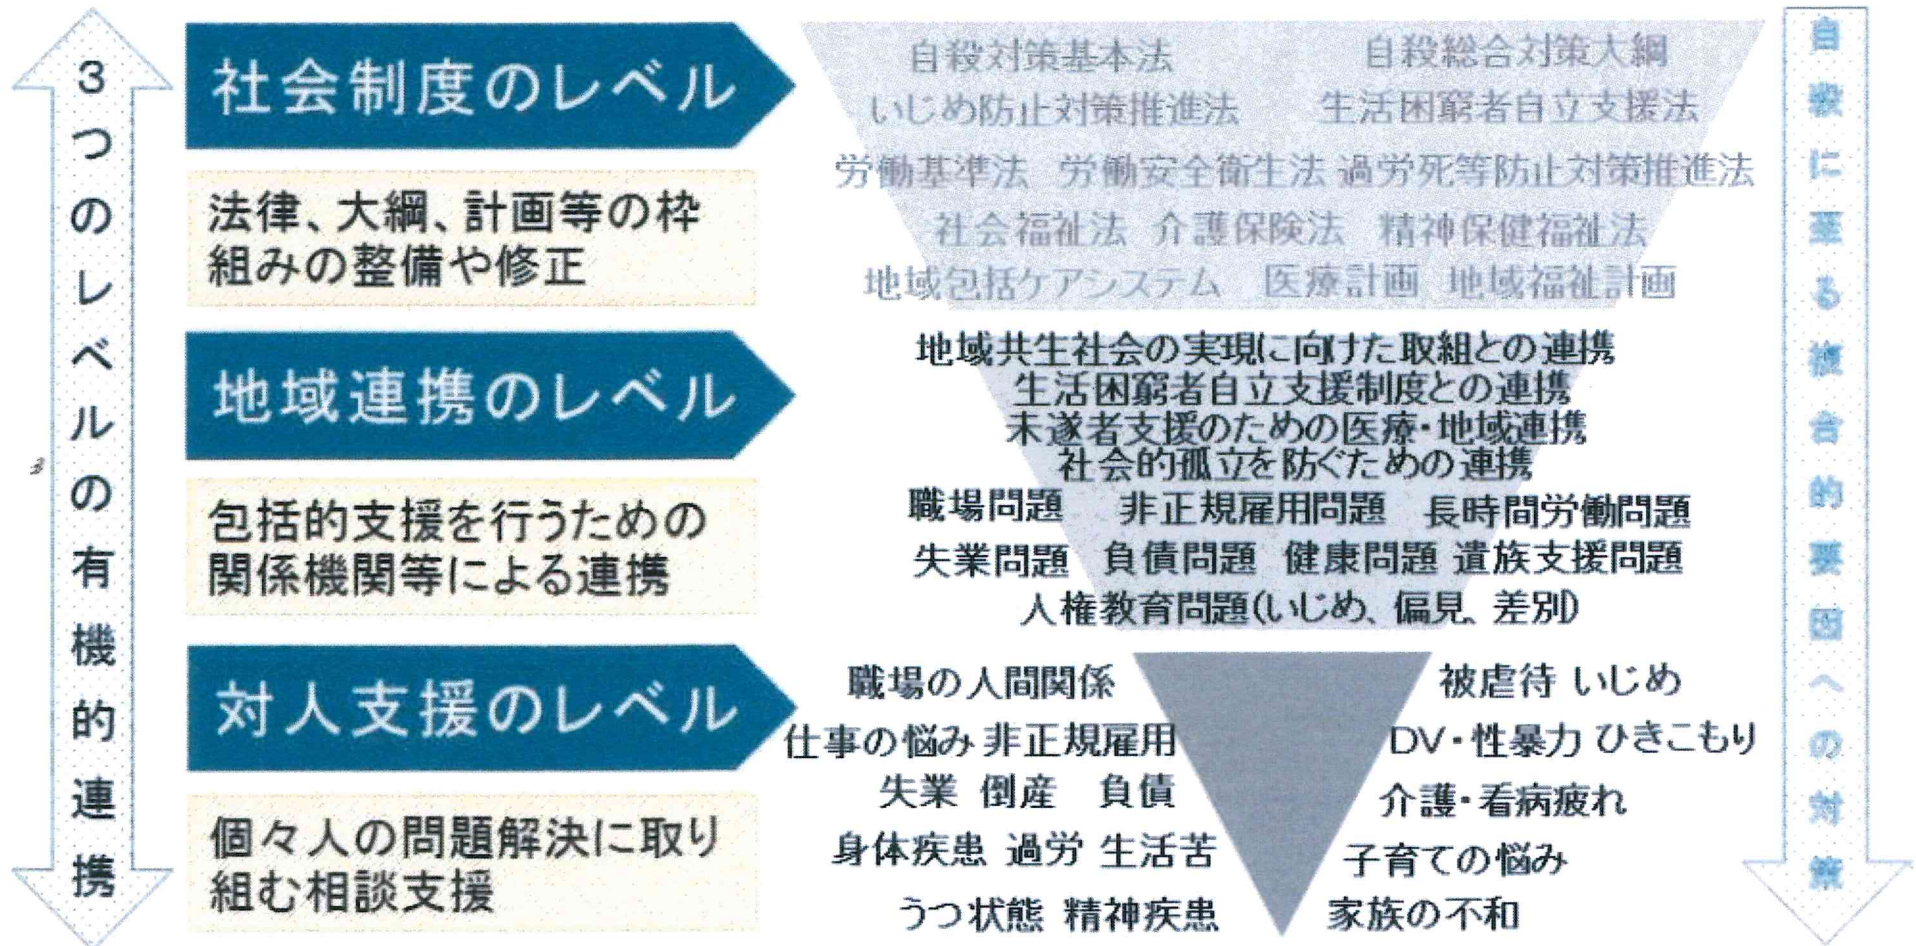 3つのレベルの有機的連携
社会制度のレベル
法律、大綱、計画等の枠
組みの整備や修正
自殺対策基本法 自殺総合対策大綱
いじめ防止対策推進法 生活困窮者自立支援法
労働基準法 労働安全衛生法 過労死等防止対策推進法
社会福祉法 介護保険法 精神保健福祉法
地域包括ケアシステム 医療計画 地域福祉計画
地域連携のレベル
包括的支援を行うための
関係機関等による連携
地域共生社会の実現に向けた取組との連携
生活困窮者自立支援制度との連携
未遂者支援のための医療・地域連携
社会的孤立を防ぐための連携
職場問題 非正規雇用問題 長時間労働問題
失業問題 負債問題 健康問題 遺族支援問題
人権教育問題(いじめ、偏見、差別)
対人支援のレベル
個々人の問題解決に取り
組む相談支援
職場の人間関係 被虐待 いじめ
仕事の悩み 非正規雇用 DV・性暴力 ひきこもり
失業 倒産 負債 介護・看病疲れ
身体疾患 過労 生活苦 子育ての悩み
うつ状態 精神疾患 家族の不和
自殺に至る複合的要因への対策